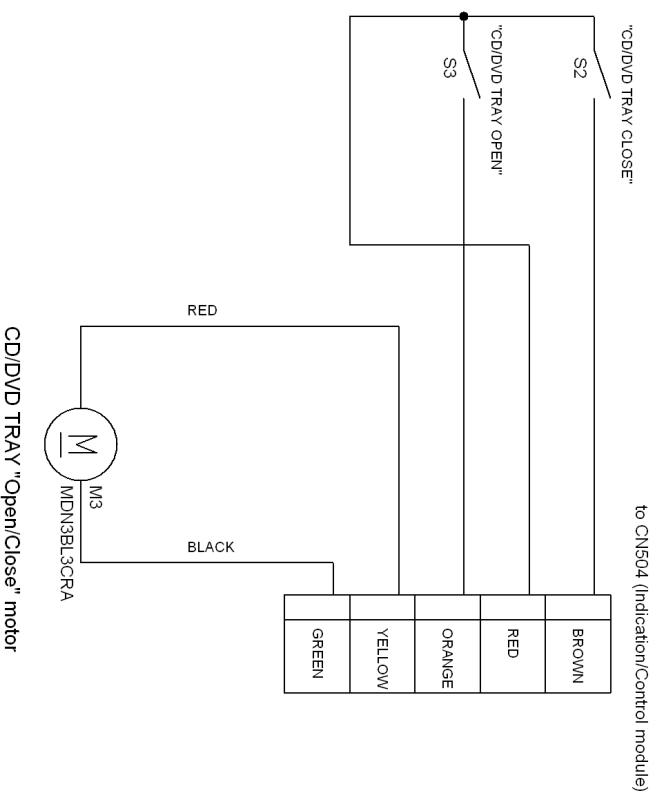 "CD/DVD TRAY CLOSE"
S2
"CD/DVD TRAY OPEN"
S3
to CN504 (Indication/Control module)
BROWN
RED
ORANGE
YELLOW
GREEN
RED
BLACK
M
M3
MDN3BL3CRA
CD/DVD TRAY "Open/Close" motor